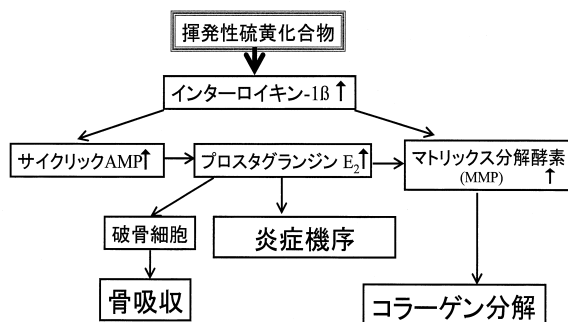 揮発性硫黄化合物
インターロイキン-1ß ↑
サイクリックAMP↑
プロスタグランジン E₂↑
マトリックス分解酵素
(MMP) ↑
破骨細胞
炎症機序
骨吸収
コラーゲン分解